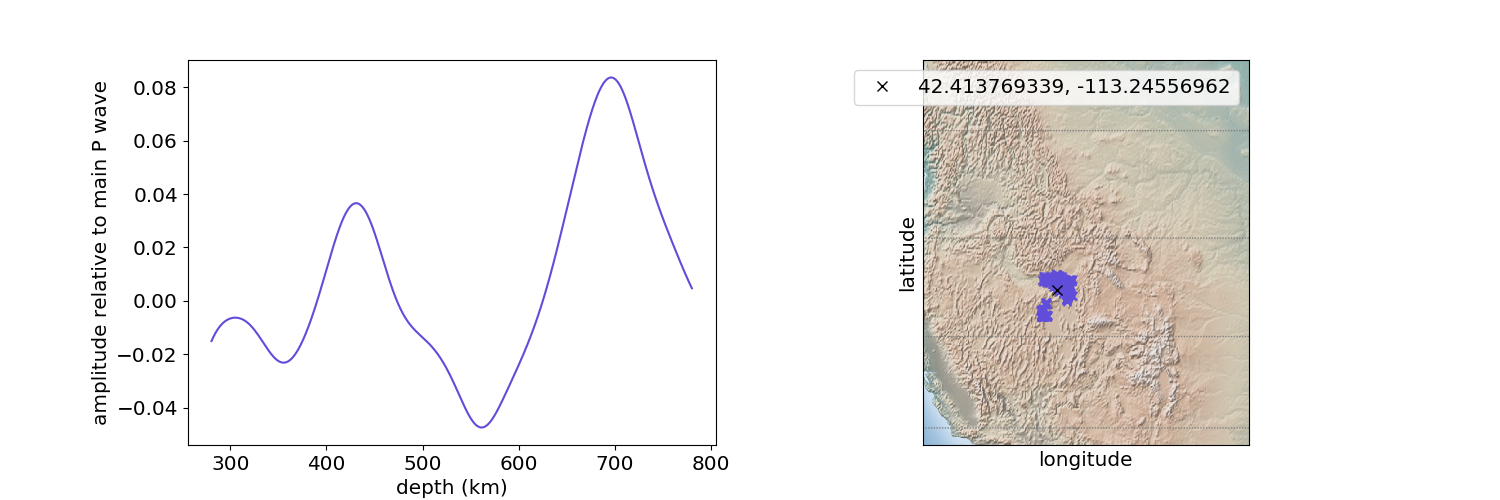 amplitude relative to main P wave
0.08
0.06
0.04
0.02
0.00
−0.02
−0.04
300 400 500 600 700 800
depth (km)
42.413769339, -113.24556962
latitude
longitude